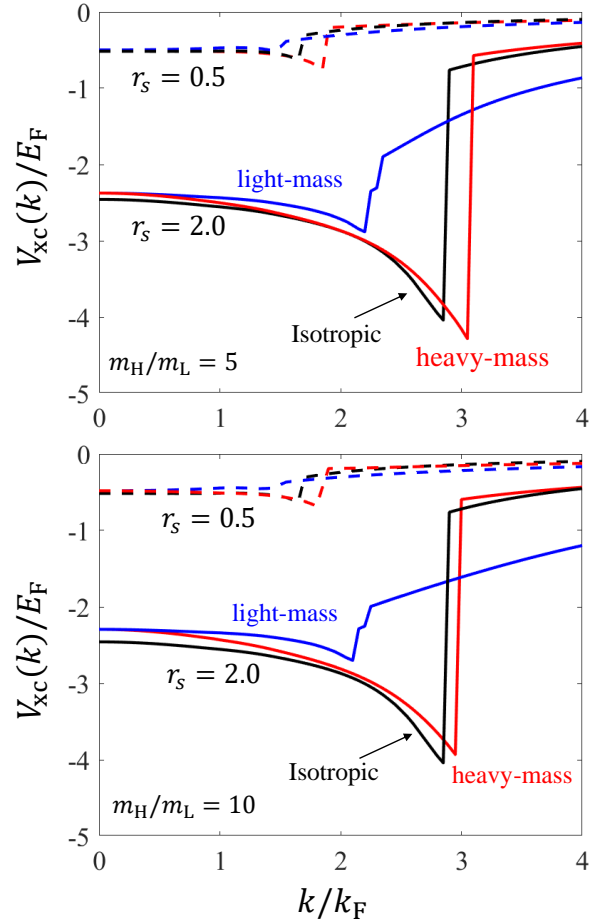 0
-1
-2
-3
-4
-5
V_xc(k)/E_F
r_s = 0.5
light-mass
r_s = 2.0
Isotropic
heavy-mass
m_H/m_L = 5
0 1 2 3 4
0
-1
-2
-3
-4
-5
V_xc(k)/E_F
r_s = 0.5
light-mass
r_s = 2.0
Isotropic
heavy-mass
m_H/m_L = 10
0 1 2 3 4
k/k_F